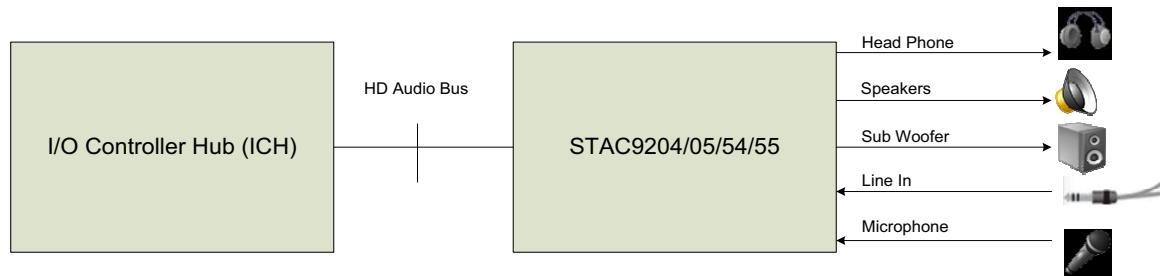 I/O Controller Hub (ICH)
HD Audio Bus
STAC9204/05/54/55
Head Phone
Speakers
Sub Woofer
Line In
Microphone